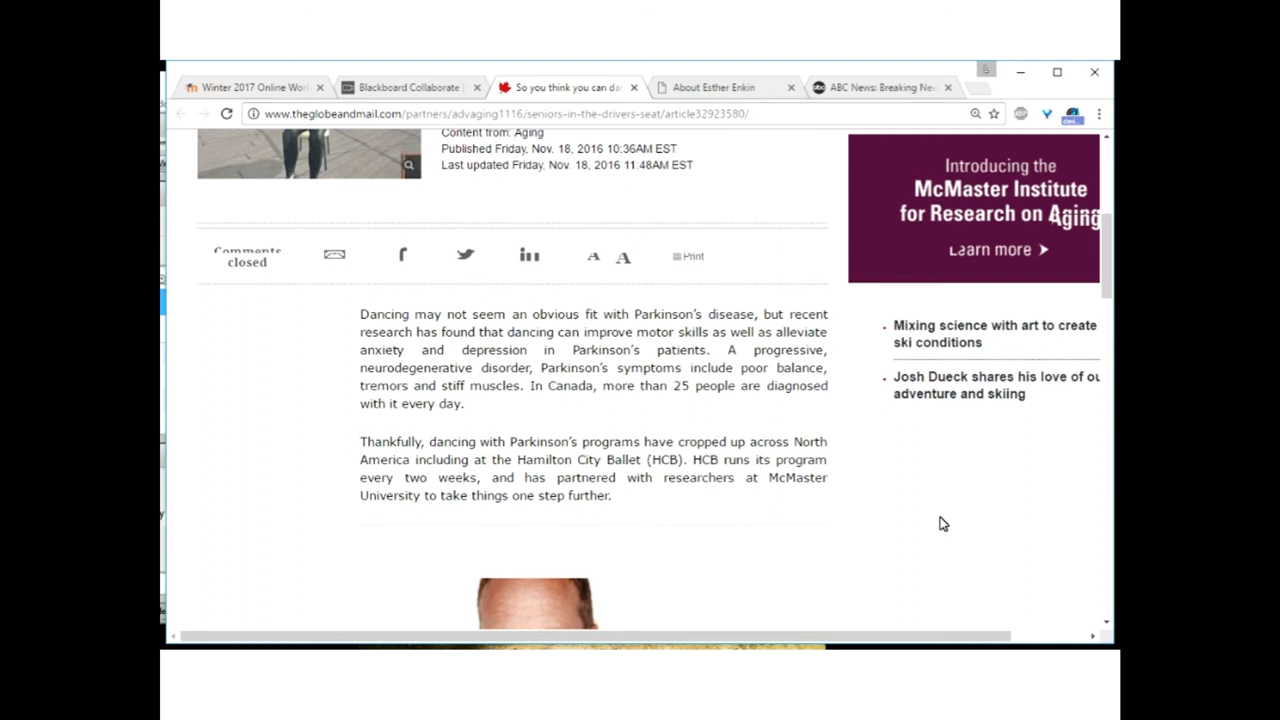 Winter 2017 Online Wor
Blackboard Collaborate
So you think you can da
About Esther Enkin
ABC News: Breaking Ne
www.theglobeandmail.com/partners/advaging1116/seniors-in-the-drivers-seat/article32923580/
Content from: Aging
Published Friday, Nov. 18, 2016 10:36AM EST
Last updated Friday, Nov. 18, 2016 11:48AM EST
Introducing the
McMaster Institute
for Research on Aging
Learn more
Comments
closed
A A
Print
Dancing may not seem an obvious fit with Parkinson's disease, but recent
research has found that dancing can improve motor skills as well as alleviate
anxiety and depression in Parkinson's patients. A progressive,
neurodegenerative disorder, Parkinson's symptoms include poor balance,
tremors and stiff muscles. In Canada, more than 25 people are diagnosed
with it every day.
Thankfully, dancing with Parkinson's programs have cropped up across North
America including at the Hamilton City Ballet (HCB). HCB runs its program
every two weeks, and has partnered with researchers at McMaster
University to take things one step further.
Mixing science with art to create
ski conditions
Josh Dueck shares his love of ou
adventure and skiing